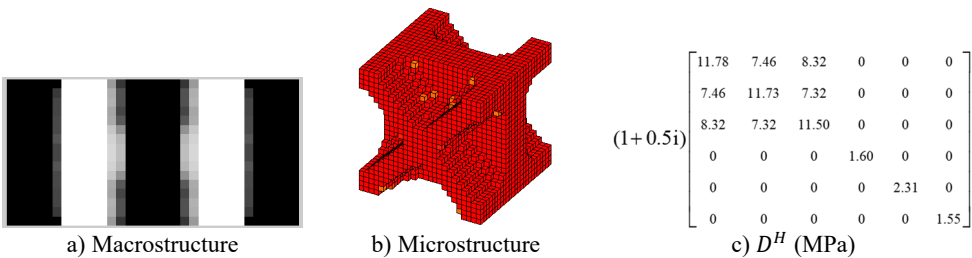 11.78 7.46 8.32 0 0 0
7.46 11.73 7.32 0 0 0
8.32 7.32 11.50 0 0 0
(1+0.5i)
0 0 0 1.60 0 0
0 0 0 0 2.31 0
0 0 0 0 0 1.55
a) Macrostructure
b) Microstructure
c) D^H (MPa)